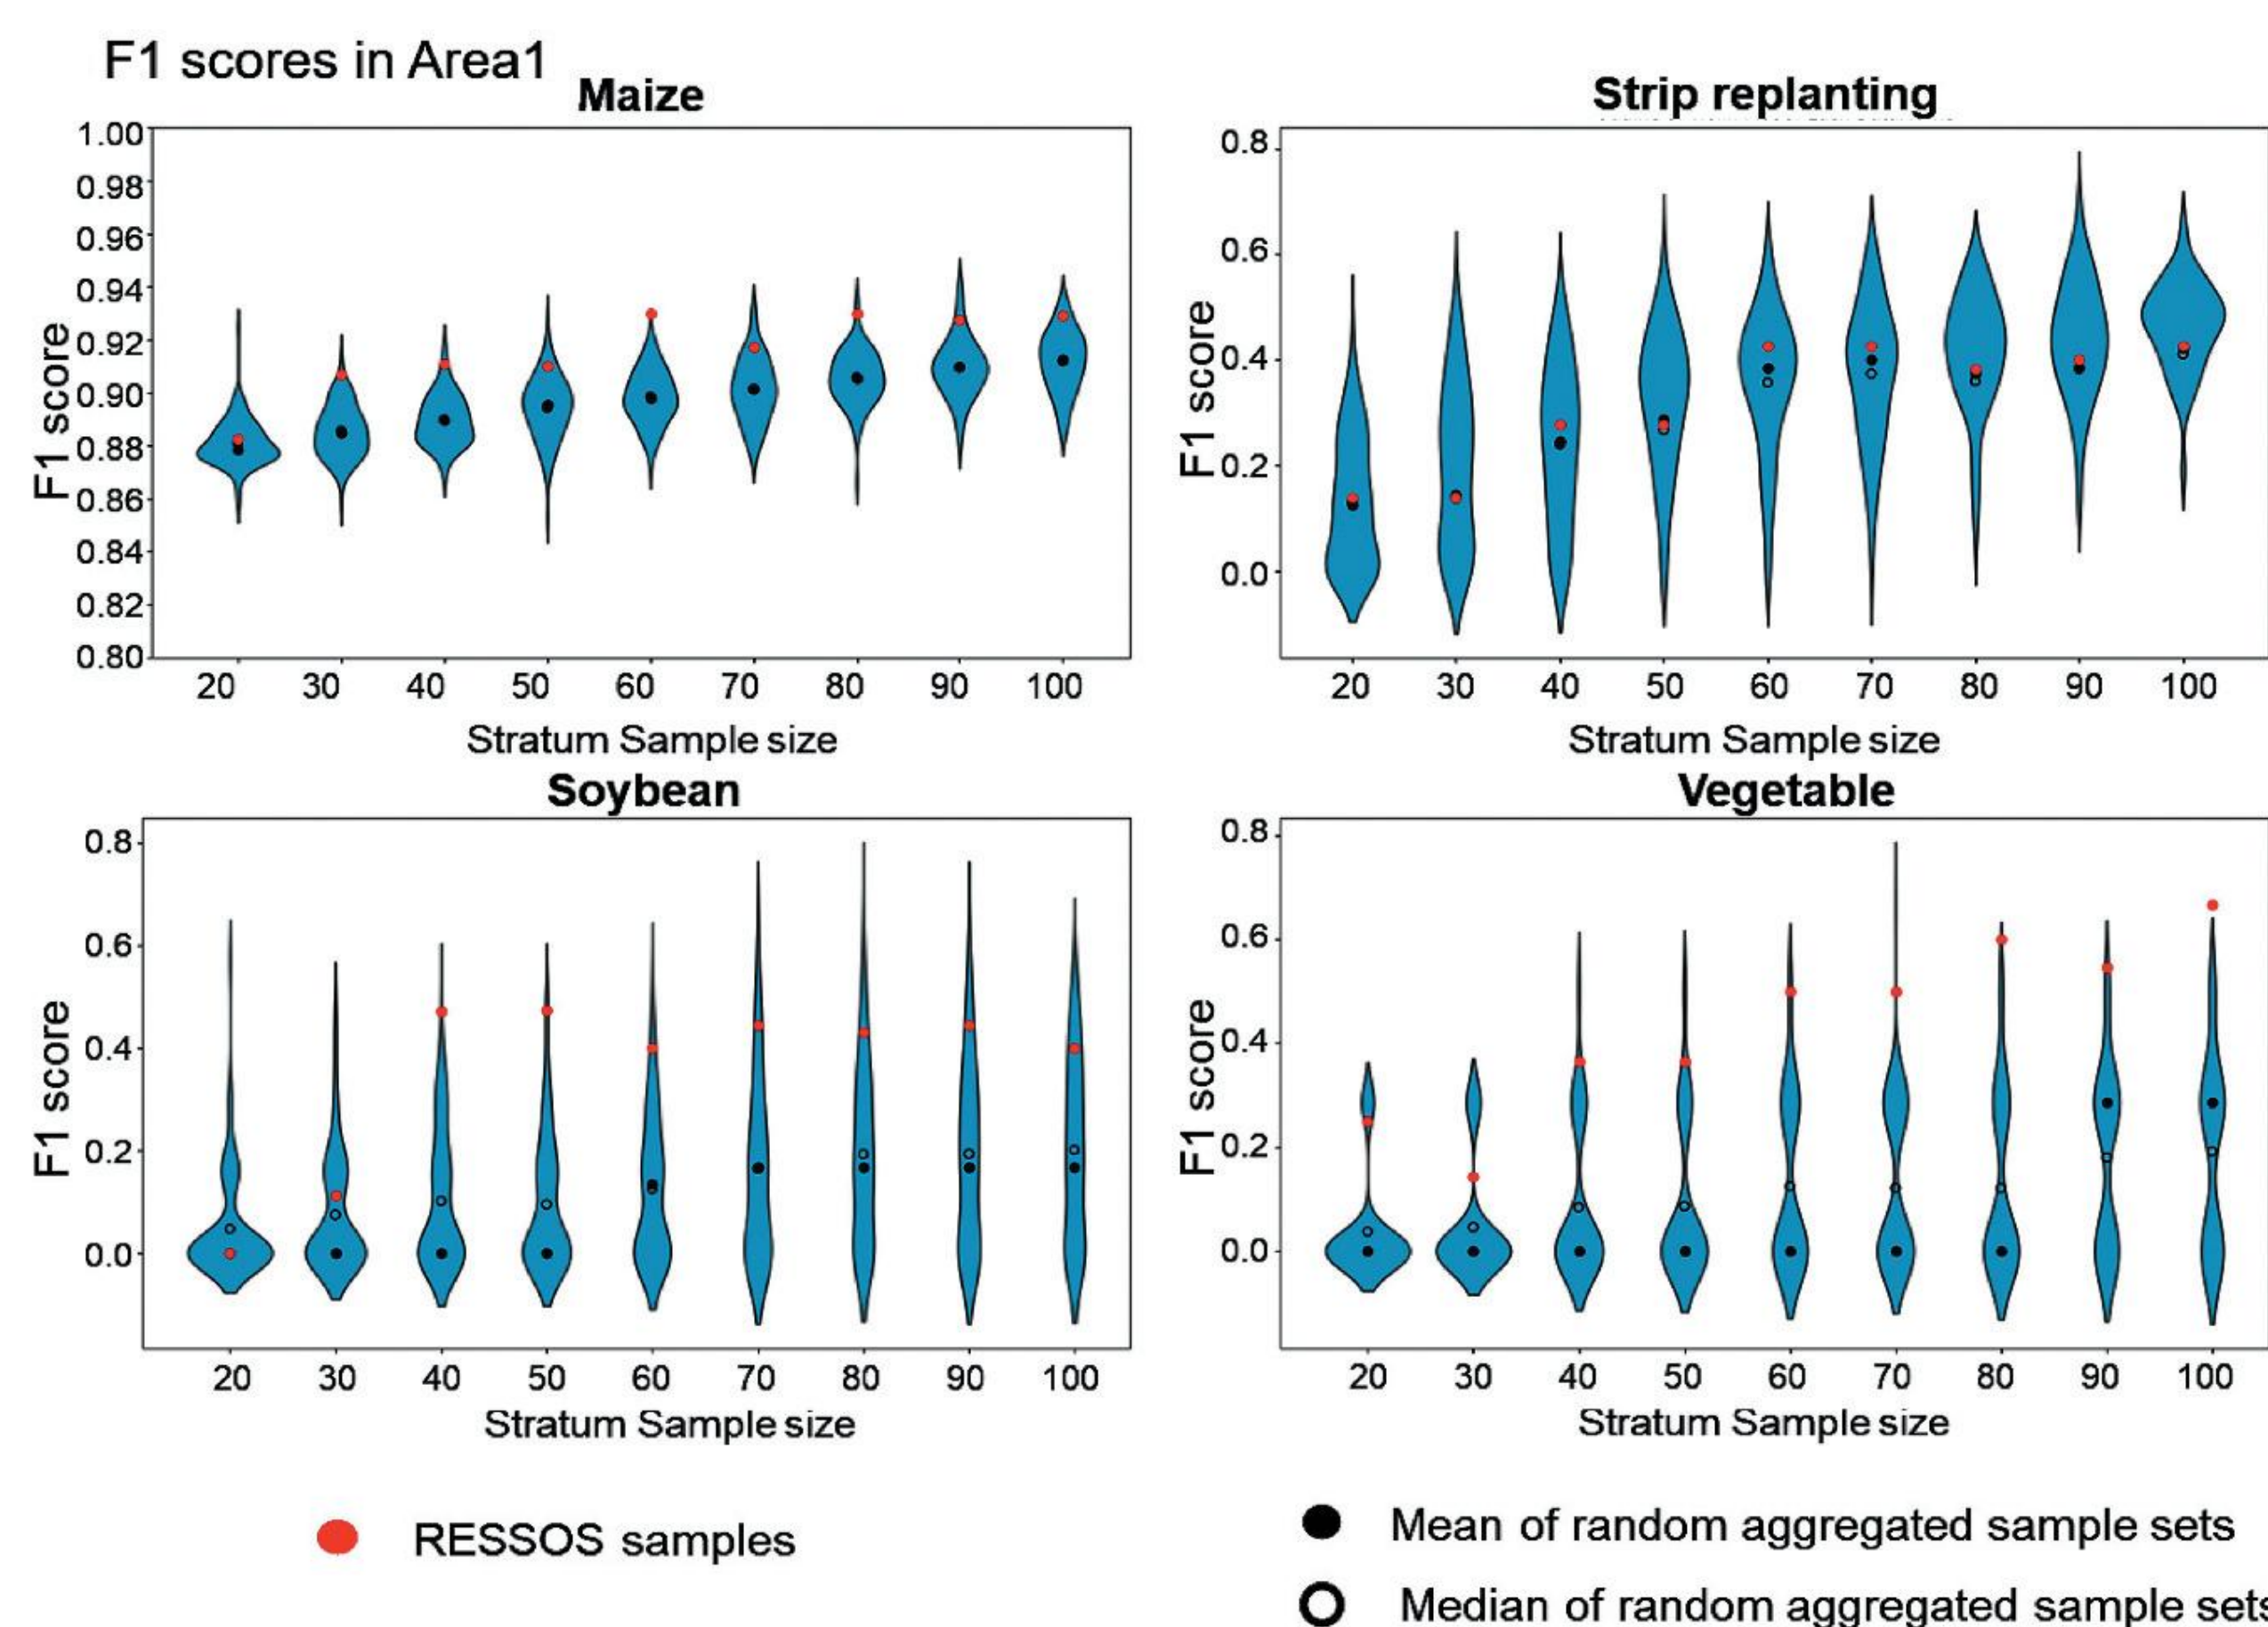 F1 scores in Area1
Maize
1.00
0.98
0.96
0.94
0.92
0.90
0.88
0.86
0.84
0.82
0.80
F1 score
20 30 40 50 60 70 80 90 100
Stratum Sample size
Strip replanting
0.8
0.6
0.4
0.2
0.0
F1 score
20 30 40 50 60 70 80 90 100
Stratum Sample size
Soybean
0.8
0.6
0.4
0.2
0.0
F1 score
20 30 40 50 60 70 80 90 100
Stratum Sample size
Vegetable
0.8
0.6
0.4
0.2
0.0
F1 score
20 30 40 50 60 70 80 90 100
Stratum Sample size
RESSOS samples
Mean of random aggregated sample sets
Median of random aggregated sample sets